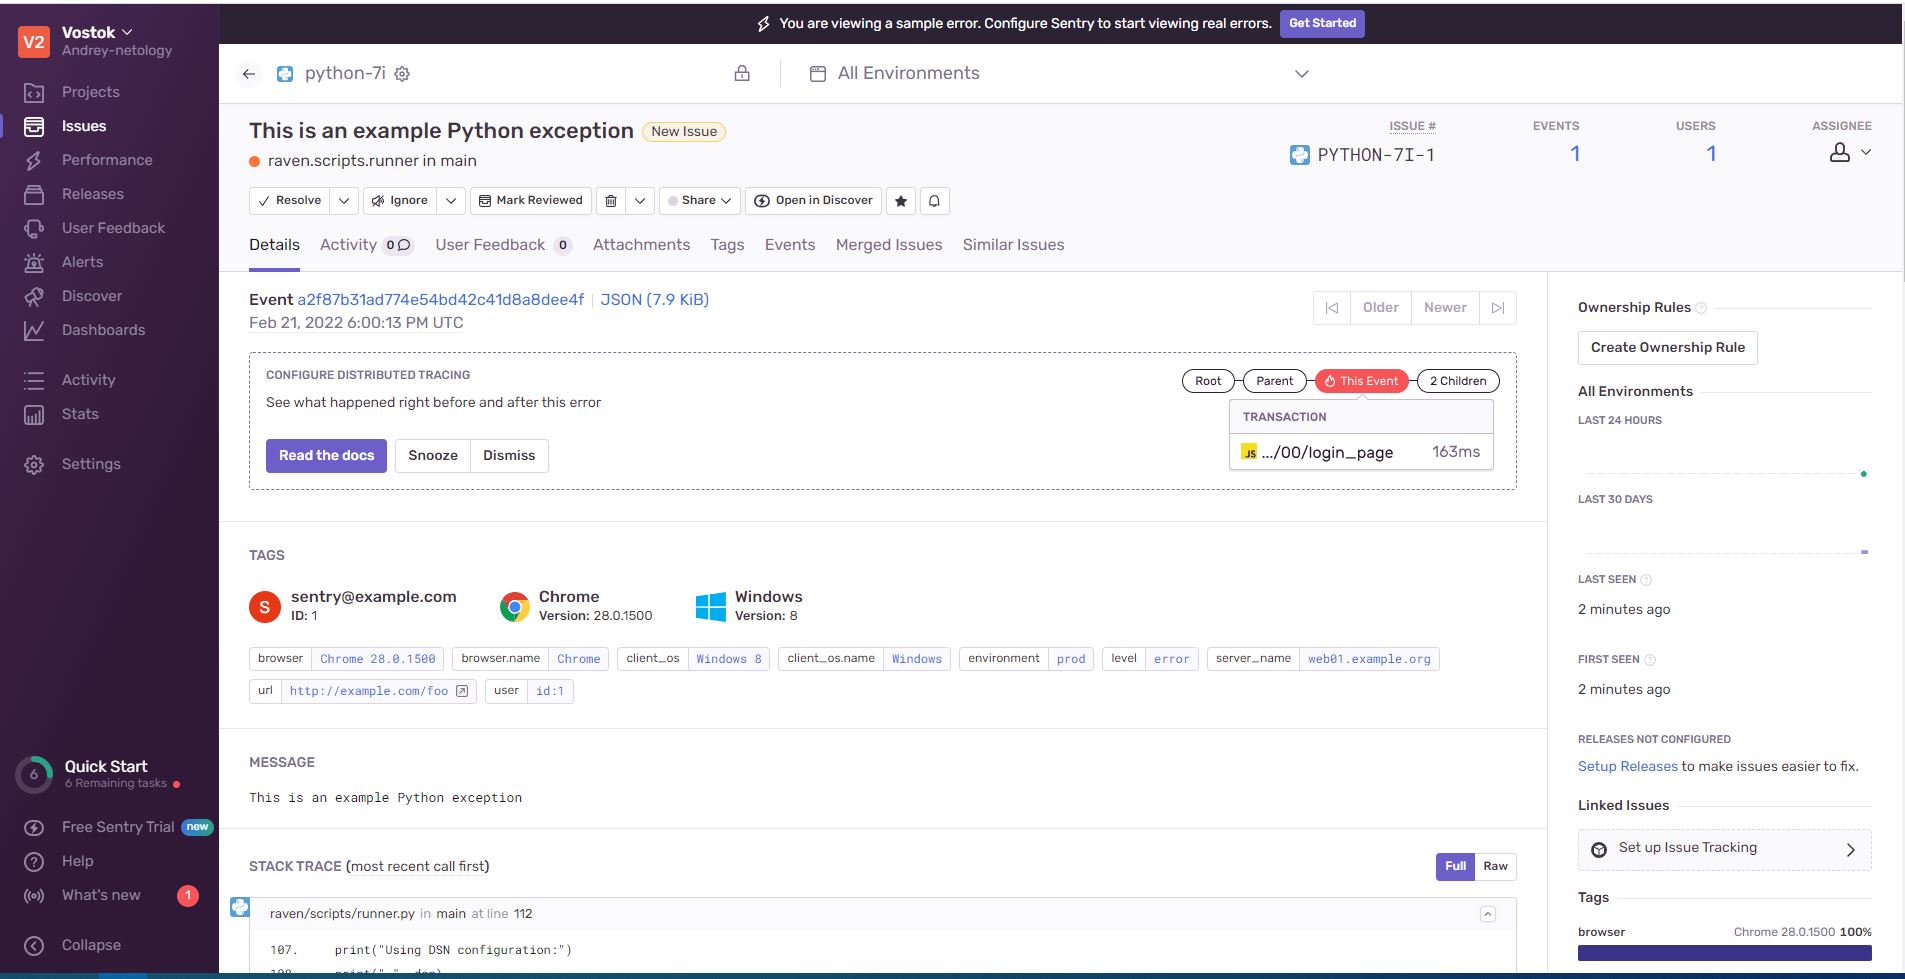 You are viewing a sample error. Configure Sentry to start viewing real errors. Get Started
V2 Vostok
Andrey-netology
Projects
Issues
Performance
Releases
User Feedback
Alerts
Discover
Dashboards
Activity
Stats
Settings
6 Quick Start
6 Remaining tasks
Free Sentry Trial new
Help
What's new 1
Collapse
python-7i All Environments
This is an example Python exception New Issue
raven.scripts.runner in main
ISSUE # EVENTS USERS ASSIGNEE
PYTHON-7I-1 1 1
Resolve Ignore Mark Reviewed Share Open in Discover
Details Activity 0 User Feedback 0 Attachments Tags Events Merged Issues Similar Issues
Event a2f87b31ad774e54bd42c41d8a8dee4f JSON (7.9 KiB)
Feb 21, 2022 6:00:13 PM UTC
Older Newer
CONFIGURE DISTRIBUTED TRACING
See what happened right before and after this error
Read the docs Snooze Dismiss
Root Parent This Event 2 Children
TRANSACTION
JS .../00/login_page 163ms
TAGS
S sentry@example.com
ID: 1
Chrome
Version: 28.0.1500
Windows
Version: 8
browser Chrome 28.0.1500 browser.name Chrome client_os Windows 8 client_os.name Windows environment prod level error server_name web01.example.org
url http://example.com/foo user id:1
MESSAGE
This is an example Python exception
STACK TRACE (most recent call first) Full Raw
raven/scripts/runner.py in main at line 112
107. print("Using DSN configuration:")
108. print(" ", dsn)
Ownership Rules
Create Ownership Rule
All Environments
LAST 24 HOURS
LAST 30 DAYS
LAST SEEN
2 minutes ago
FIRST SEEN
2 minutes ago
RELEASES NOT CONFIGURED
Setup Releases to make issues easier to fix.
Linked Issues
Set up Issue Tracking
Tags
browser Chrome 28.0.1500 100%